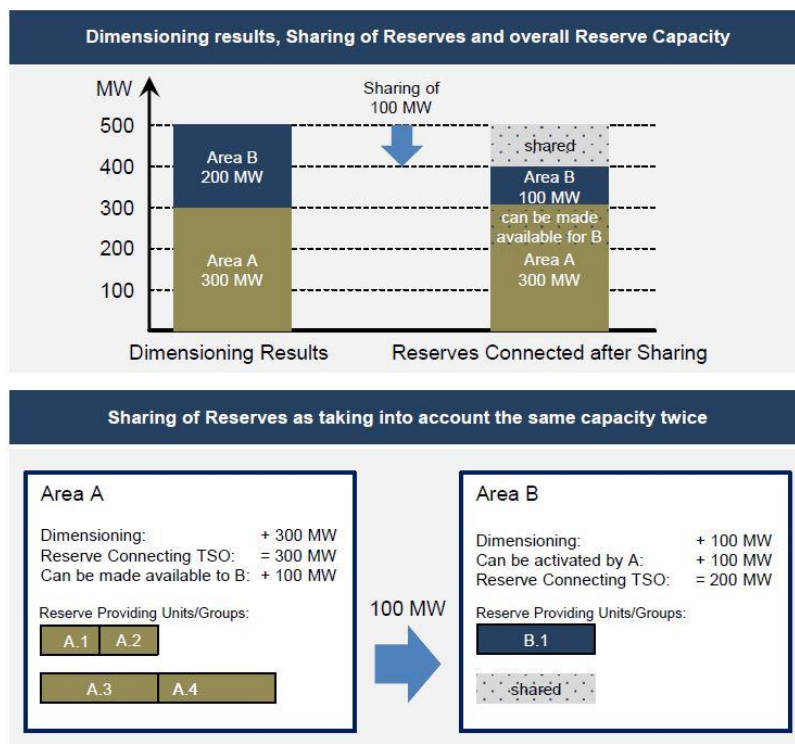 Dimensioning results, Sharing of Reserves and overall Reserve Capacity
MW
Sharing of
100 MW
500
400
300
200
100
Area B
200 MW
Area A
300 MW
shared
Area B
100 MW
can be made
available for B
Area A
300 MW
Dimensioning Results
Reserves Connected after Sharing
Sharing of Reserves as taking into account the same capacity twice
Area A
Dimensioning: + 300 MW
Reserve Connecting TSO: = 300 MW
Can be made available to B: + 100 MW
Reserve Providing Units/Groups:
A.1 A.2
A.3 A.4
100 MW
Area B
Dimensioning: + 100 MW
Can be activated by A: + 100 MW
Reserve Connecting TSO: = 200 MW
Reserve Providing Units/Groups:
B.1
shared